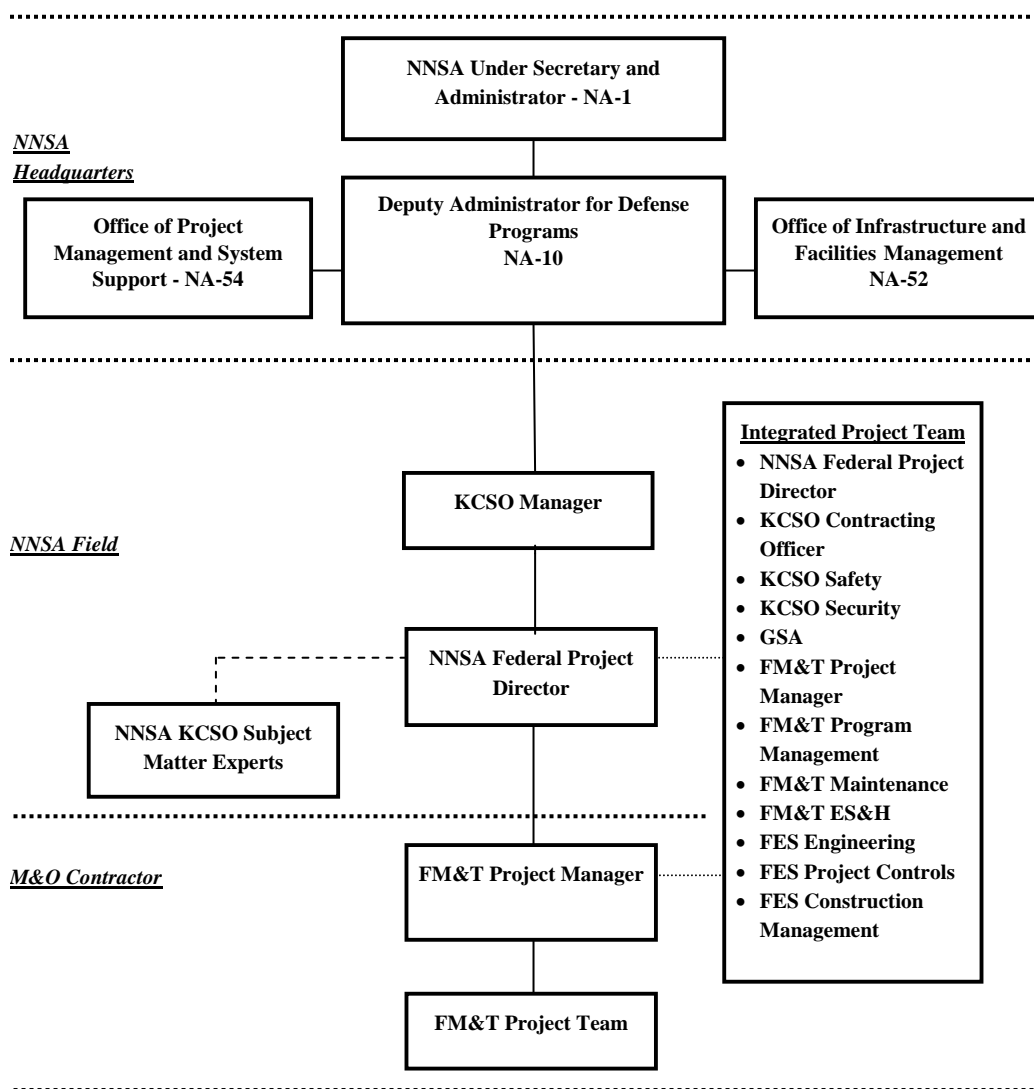 NNSA Under Secretary and
Administrator - NA-1
NNSA
Headquarters
Office of Project
Management and System
Support - NA-54
Deputy Administrator for Defense
Programs
NA-10
Office of Infrastructure and
Facilities Management
NA-52
NNSA Field
KCSO Manager
NNSA Federal Project
Director
NNSA KCSO Subject
Matter Experts
Integrated Project Team
• NNSA Federal Project
Director
• KCSO Contracting
Officer
• KCSO Safety
• KCSO Security
• GSA
• FM&T Project
Manager
• FM&T Program
Management
• FM&T Maintenance
• FM&T ES&H
• FES Engineering
• FES Project Controls
• FES Construction
Management
M&O Contractor
FM&T Project Manager
FM&T Project Team